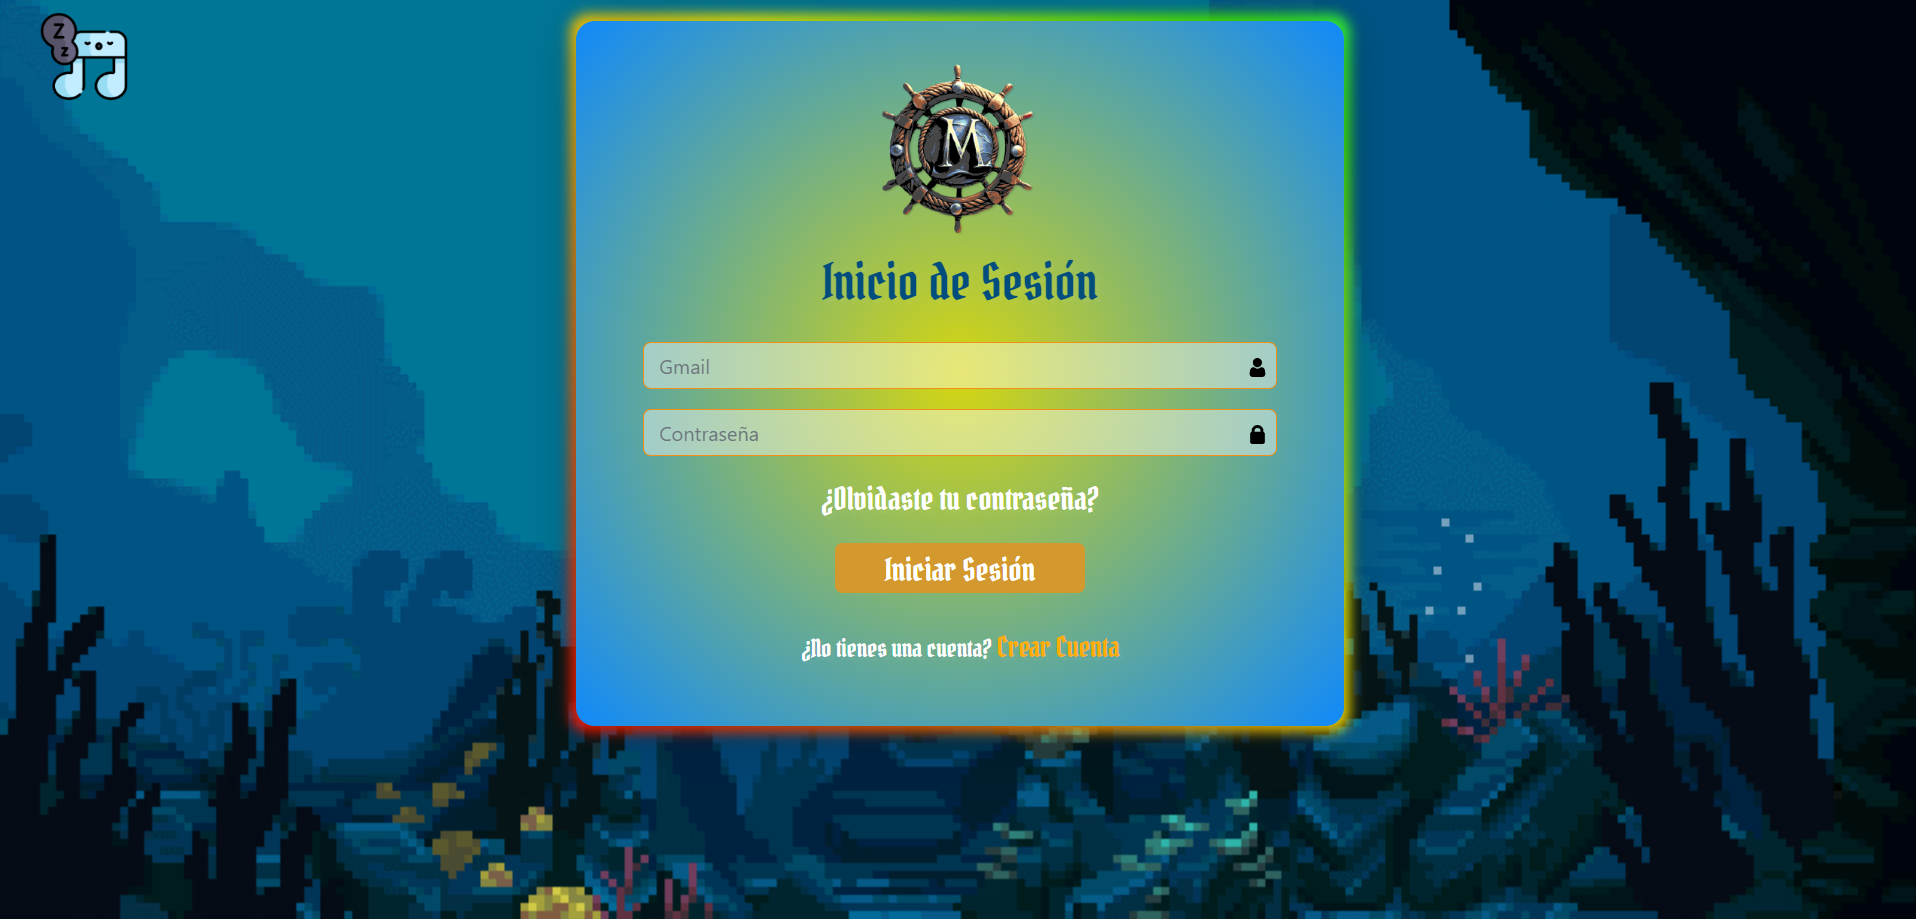 Z
z
M
Inicio de Sesión
Gmail
Contraseña
¿Olvidaste tu contraseña?
Iniciar Sesión
¿No tienes una cuenta? Crear Cuenta